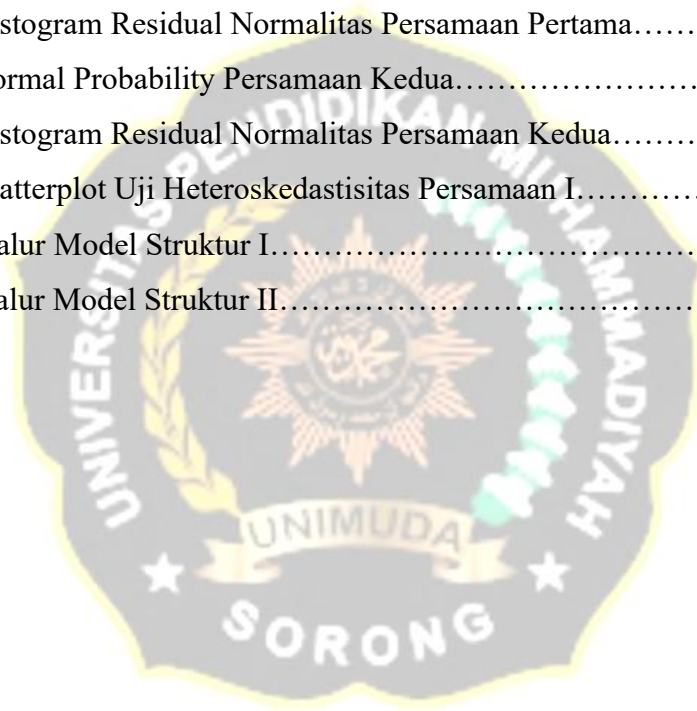 stogram Residual Normalitas Persamaan Pertama……
ormal Probability Persamaan Kedua……………………
stogram Residual Normalitas Persamaan Kedua………
atterplot Uji Heteroskedastisitas Persamaan I…………
alur Model Struktur I……………………………………
alur Model Struktur II……………………………………
UNIVERSITAS PENDIDIKAN MUHAMMADIYAH
UNIMUDA
SORONG